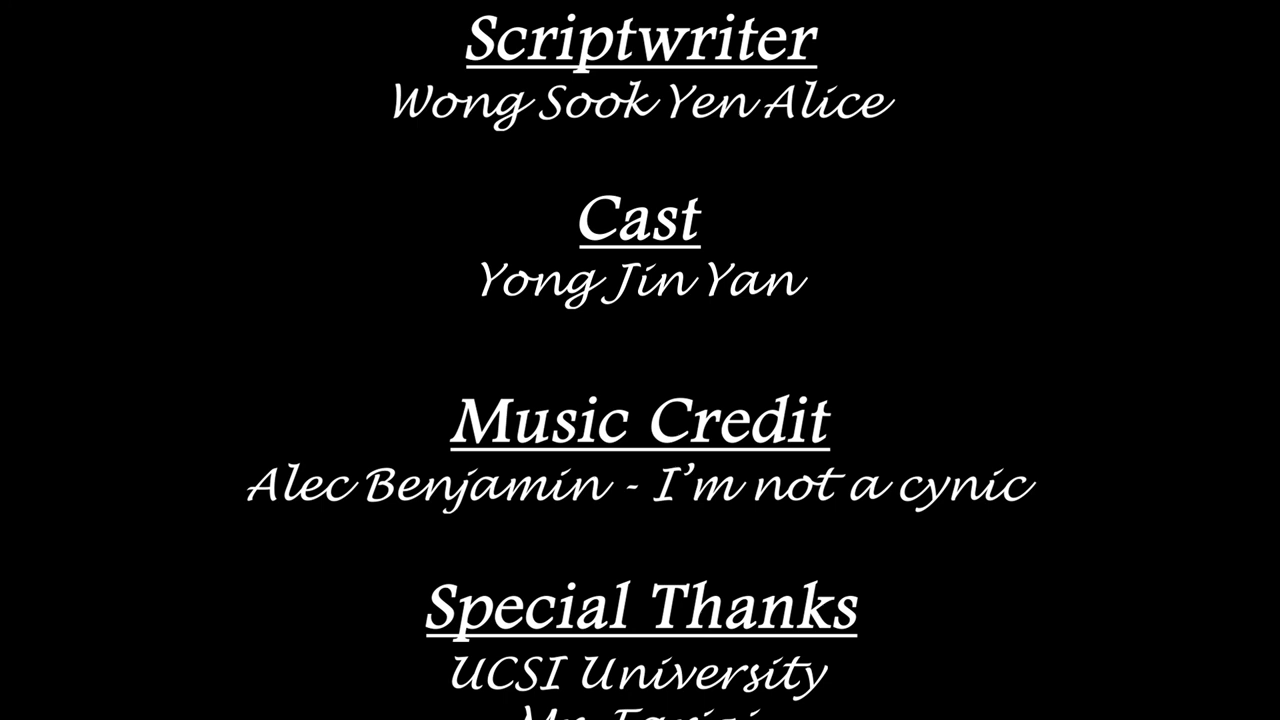 Scriptwriter
Wong Sook Yen Alice
Cast
Yong Jin Yan
Music Credit
Alec Benjamin - I'm not a cynic
Special Thanks
UCSI University